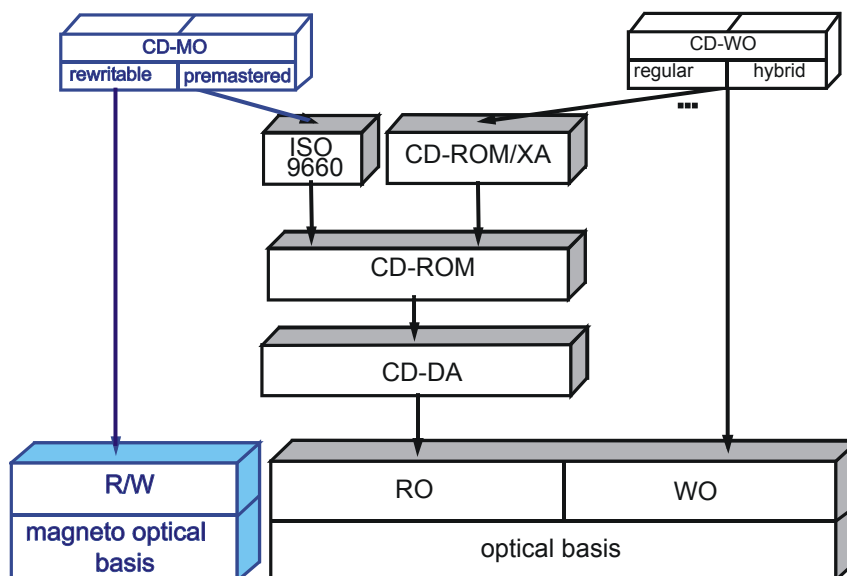 CD-MO
rewritable premastered
CD-WO
regular hybrid
...
ISO
9660
CD-ROM/XA
CD-ROM
CD-DA
R/W
magneto optical
basis
RO
WO
optical basis